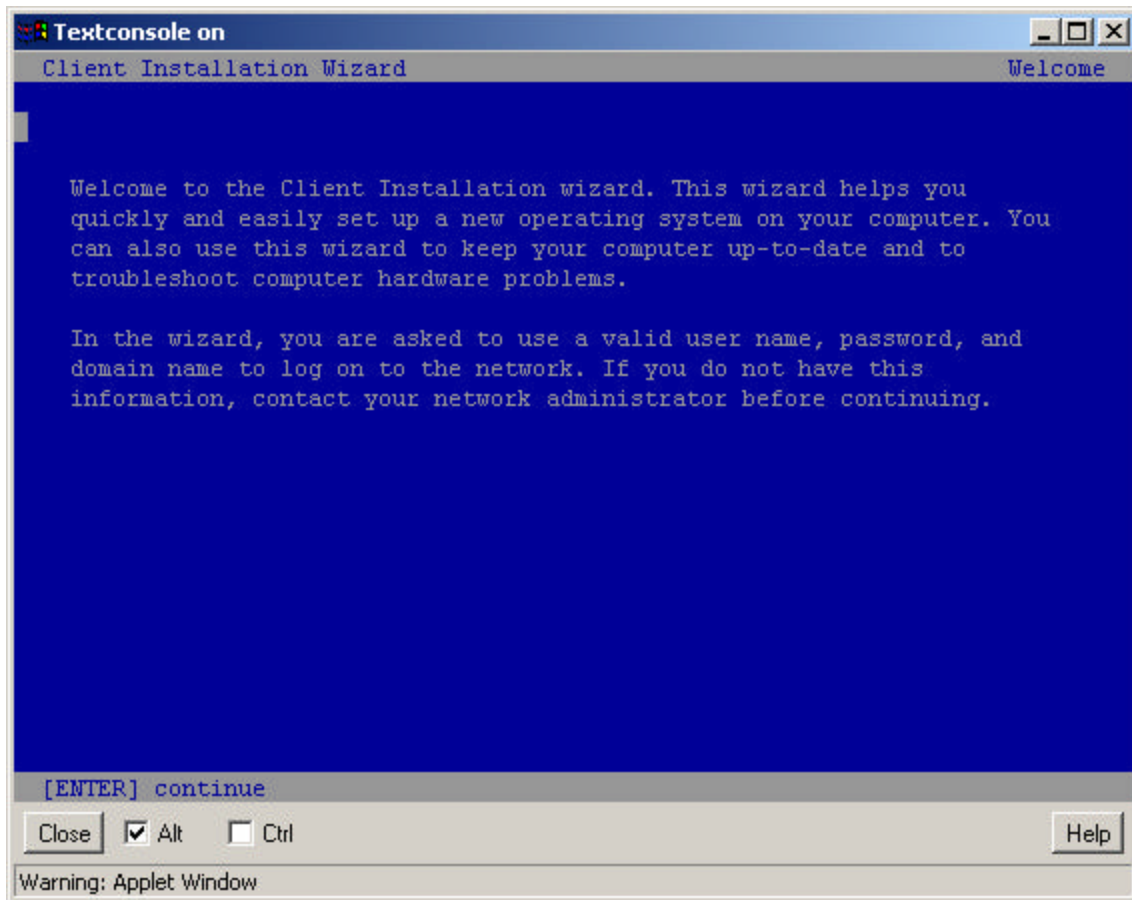 Textconsole on
Client Installation Wizard Welcome
Welcome to the Client Installation wizard. This wizard helps you
quickly and easily set up a new operating system on your computer. You
can also use this wizard to keep your computer up-to-date and to
troubleshoot computer hardware problems.
In the wizard, you are asked to use a valid user name, password, and
domain name to log on to the network. If you do not have this
information, contact your network administrator before continuing.
[ENTER] continue
Close Alt Ctrl Help
Warning: Applet Window